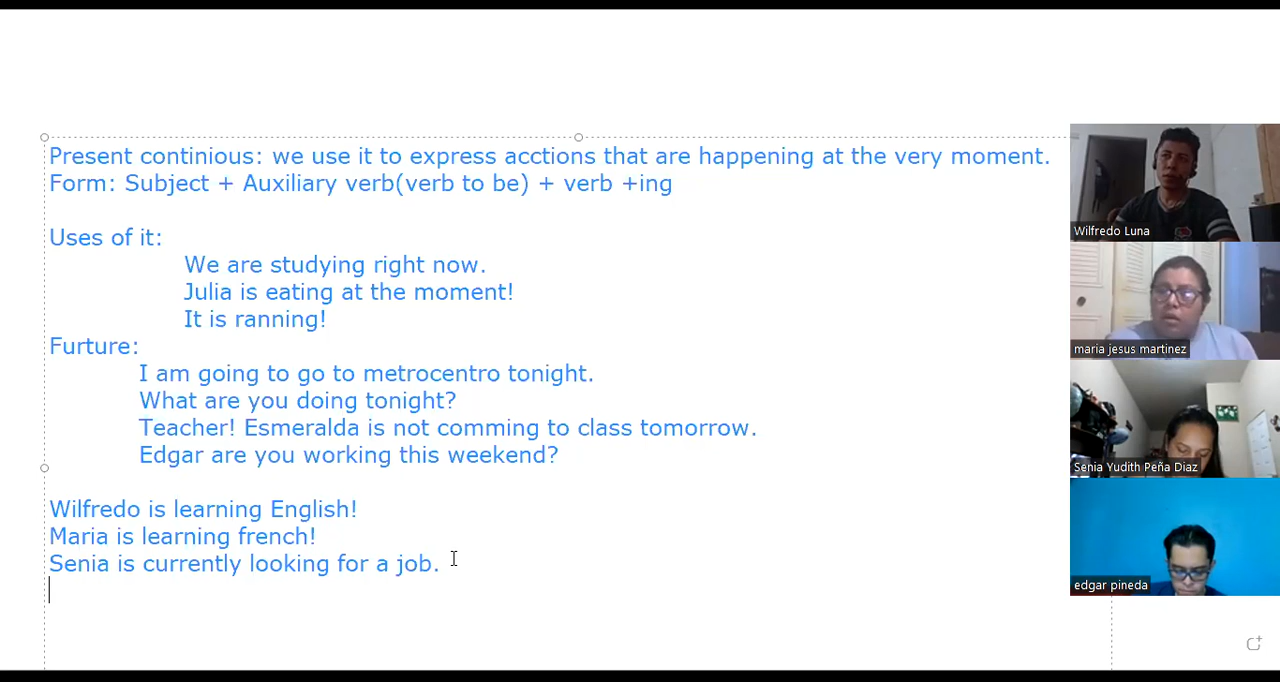 Present continious: we use it to express acctions that are happening at the very moment.
Form: Subject + Auxiliary verb(verb to be) + verb +ing
Uses of it:
We are studying right now.
Julia is eating at the moment!
It is ranning!
Furture:
I am going to go to metrocentro tonight.
What are you doing tonight?
Teacher! Esmeralda is not comming to class tomorrow.
Edgar are you working this weekend?
Wilfredo is learning English!
Maria is learning french!
Senia is currently looking for a job.
Wilfredo Luna
maria jesus martinez
Senia Yudith Peña Diaz
edgar pineda